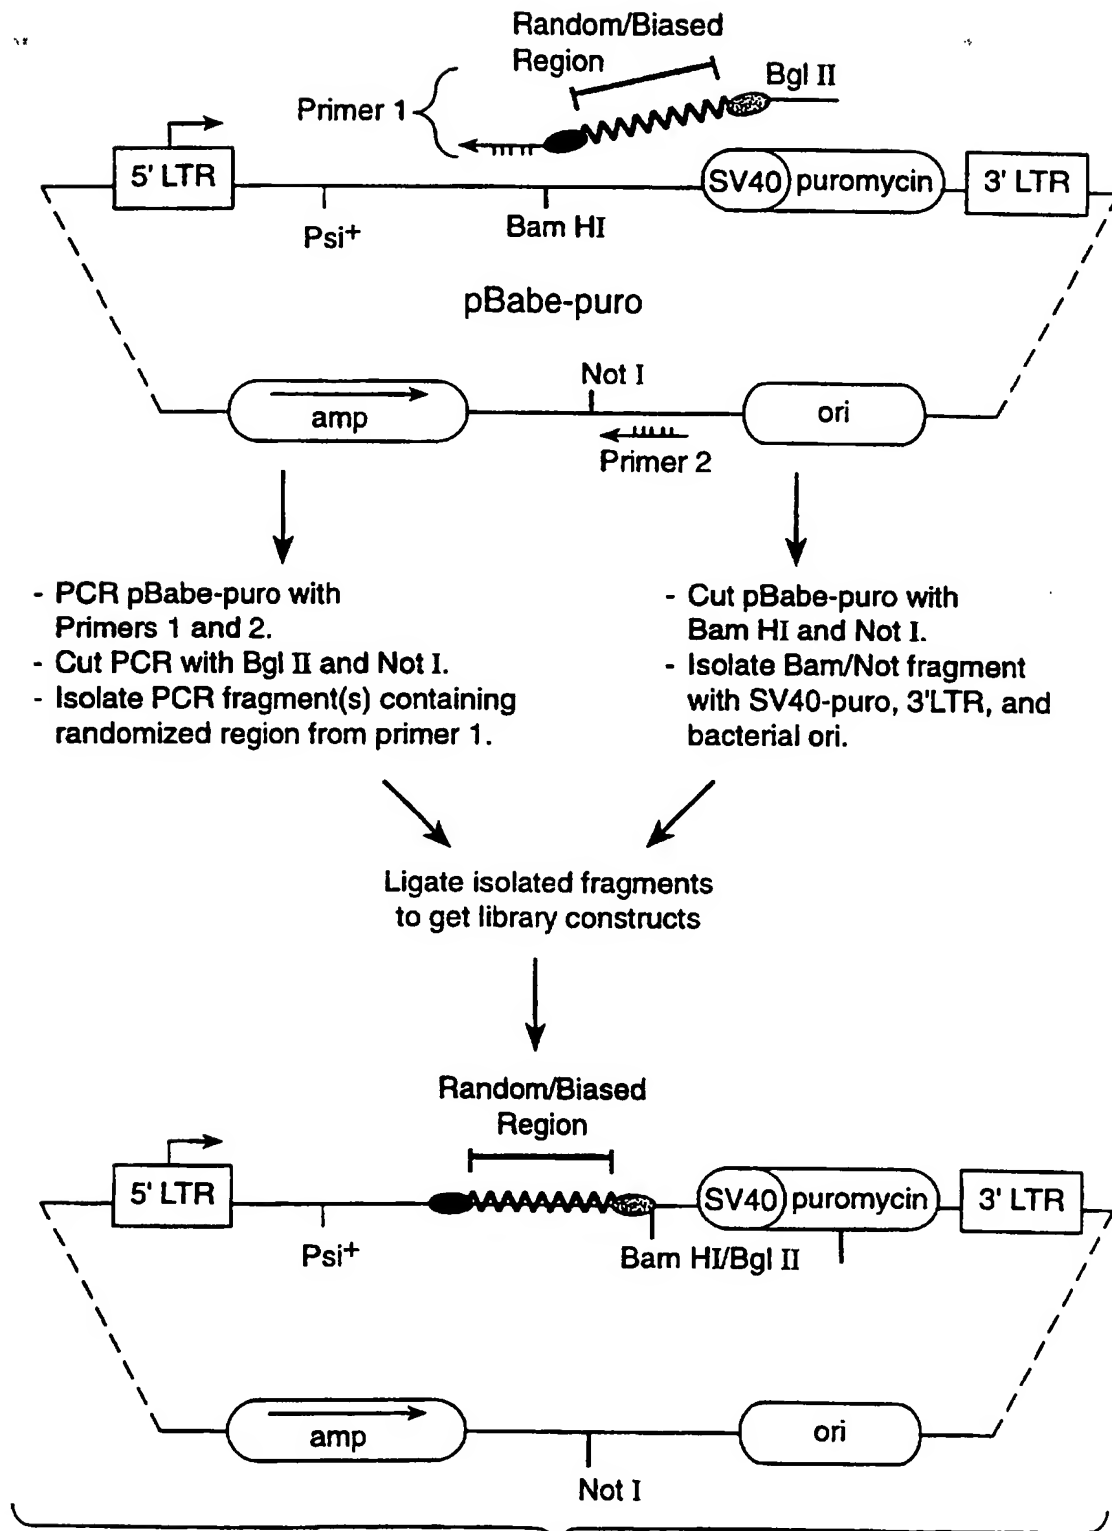 Random/Biased
Region
Bgl II
Primer 1
5' LTR
SV40
puromycin
3' LTR
Psi+
Bam HI
pBabe-puro
Not I
amp
ori
Primer 2
- PCR pBabe-puro with
Primers 1 and 2.
- Cut PCR with Bgl II and Not I.
- Isolate PCR fragment(s) containing
randomized region from primer 1.
- Cut pBabe-puro with
Bam HI and Not I.
- Isolate Bam/Not fragment
with SV40-puro, 3'LTR, and
bacterial ori.
Ligate isolated fragments
to get library constructs
Random/Biased
Region
5' LTR
SV40
puromycin
3' LTR
Psi+
Bam HI/Bgl II
amp
ori
Not I